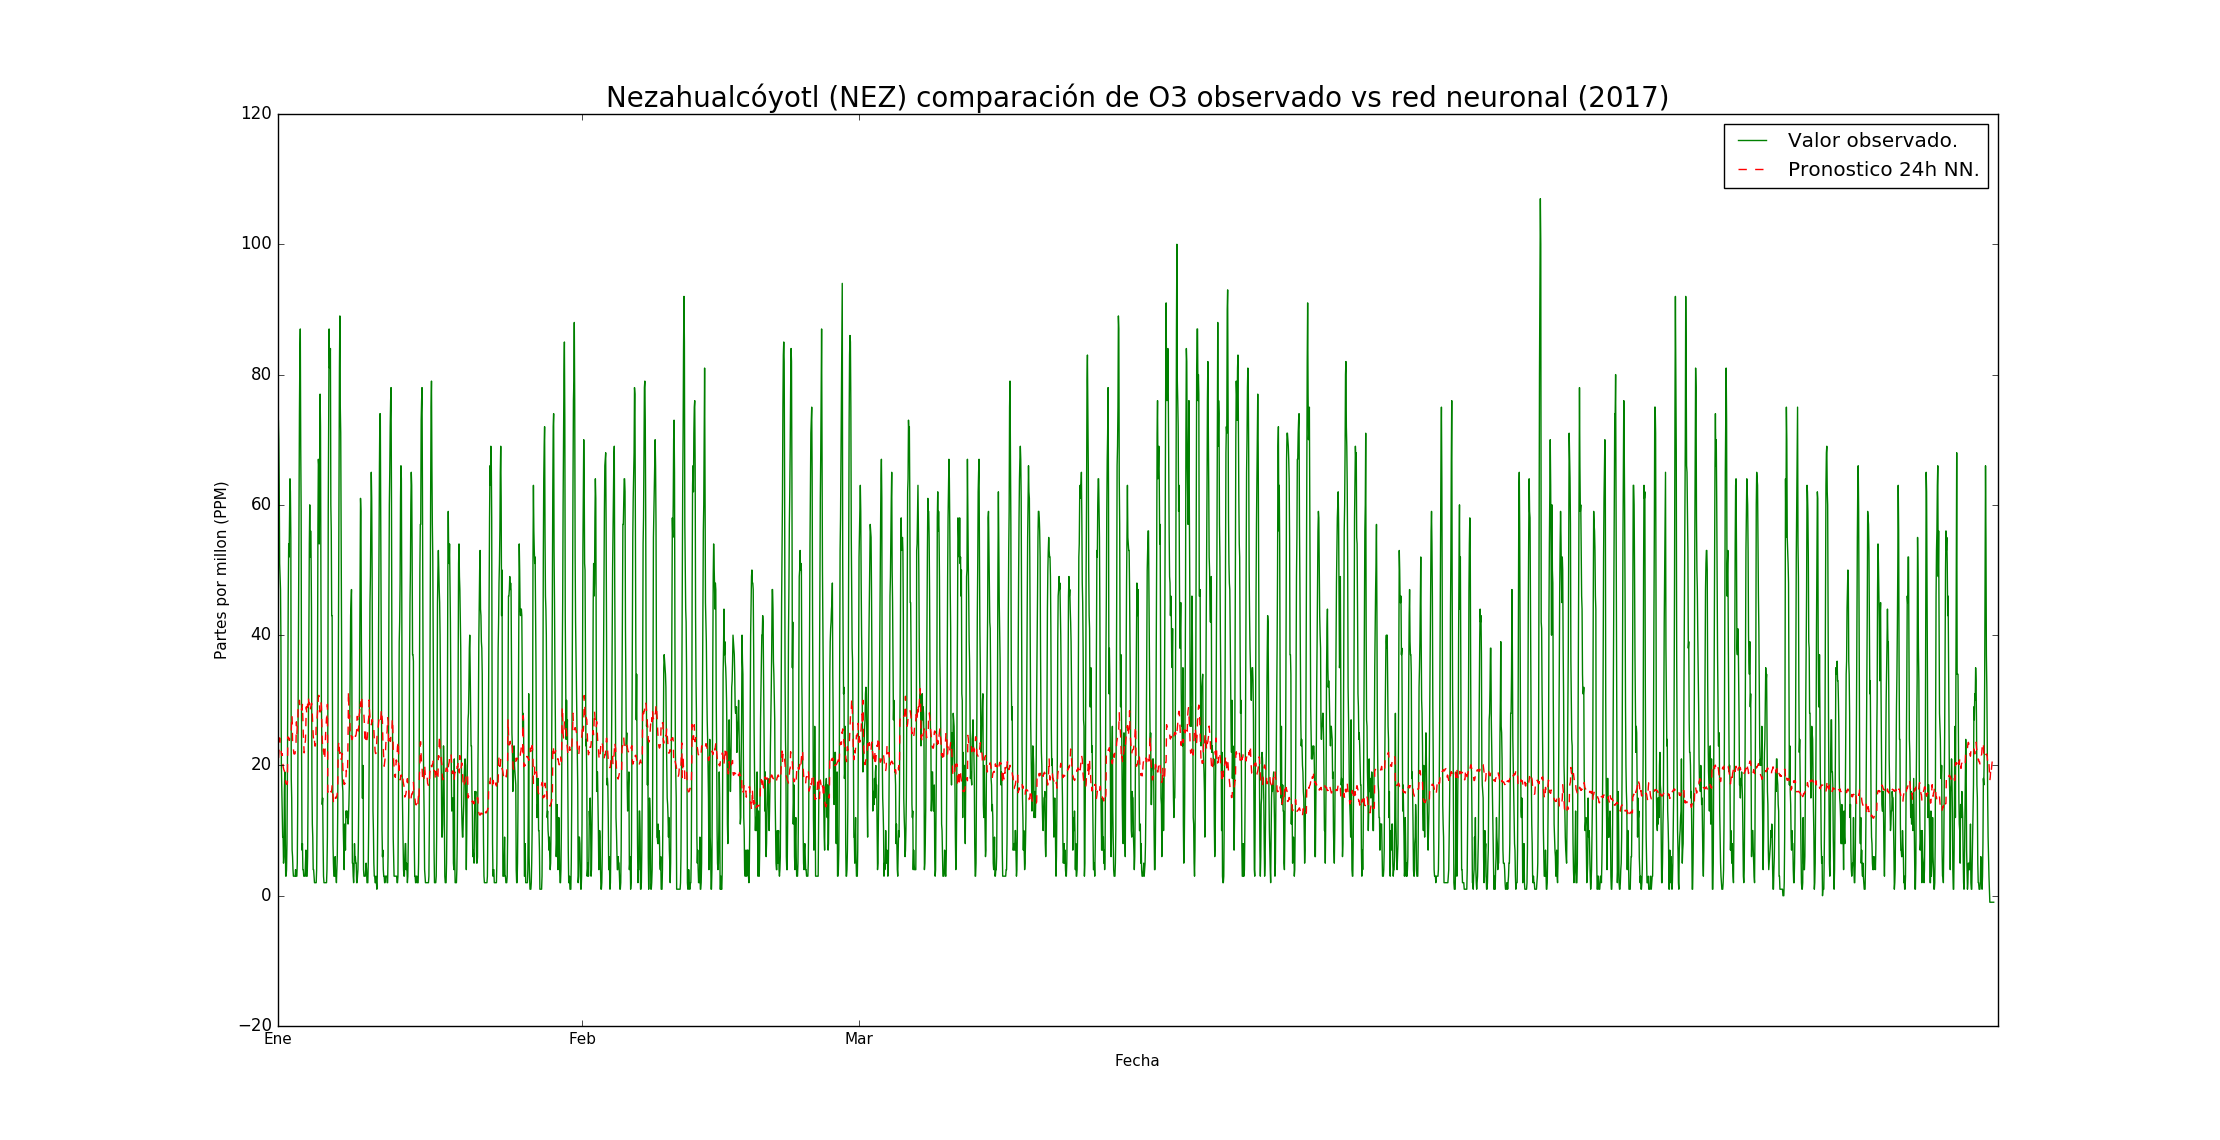 Nezahualcóyotl (NEZ) comparación de O3 observado vs red neuronal (2017)
Valor observado.
Pronostico 24h NN.
120
100
80
60
40
20
0
−20
Partes por millon (PPM)
Ene
Feb
Mar
Fecha